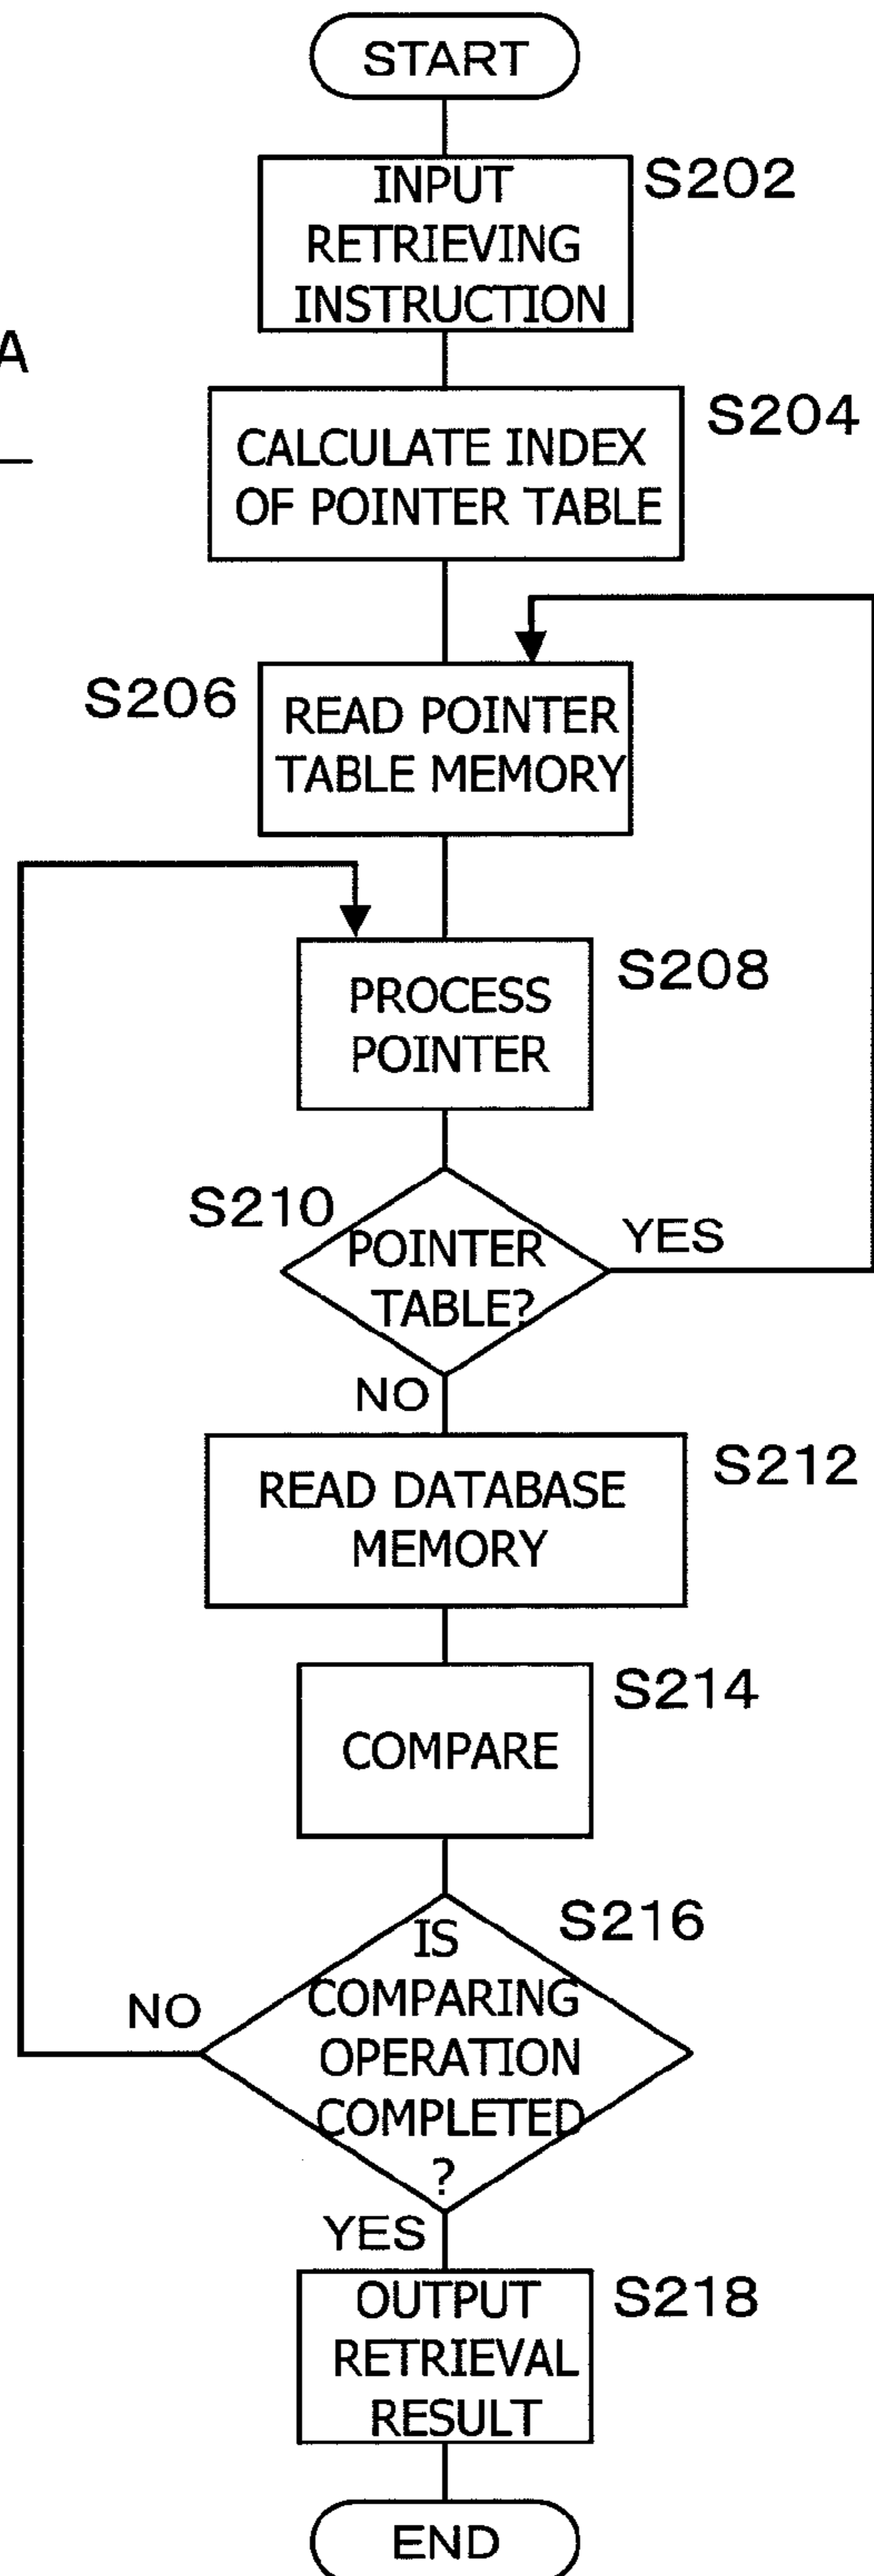 START
S202
INPUT
RETRIEVING
INSTRUCTION
A
S204
CALCULATE INDEX
OF POINTER TABLE
S206
READ POINTER
TABLE MEMORY
S208
PROCESS
POINTER
S210
POINTER
TABLE?
YES
NO
S212
READ DATABASE
MEMORY
S214
COMPARE
S216
IS
COMPARING
OPERATION
COMPLETED
?
NO
YES
S218
OUTPUT
RETRIEVAL
RESULT
END